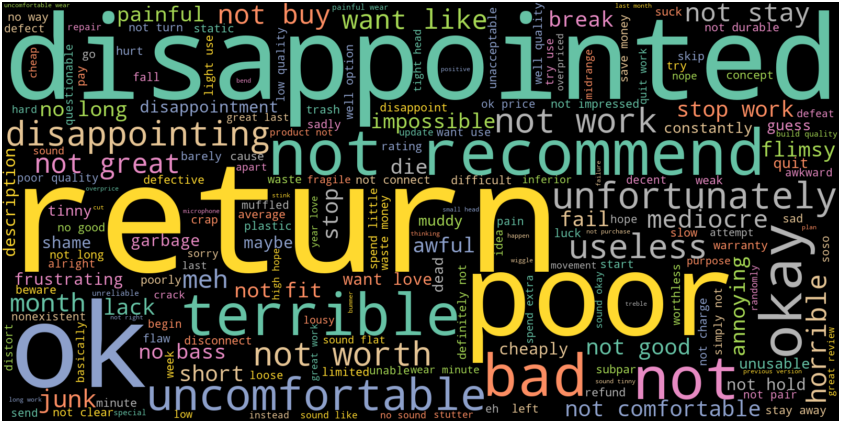 uncomfortable wear
no way
defect
painful
repair
not buy
painful wear
want like
break
last month
suck
not stay
cheap
pay
go
hurt
not turn
static
fall
questionable
light use
low quality
well option
tight head
unacceptable
well quality
try use
overpriced
midrange
save money
quit work
skip
try
nope
not durable
concept
disappointed
bend
positive
hard
no long
disappointment
trash
disappoint
ok price
not impressed
stop work
defeat
great last
sadly
impossible
guess
product not
update
want use
not work
constantly
build quality
disappointing
sound
barely
cause
rating
die
not recommend
flimsy
not great
apart
quit
awkward
poor quality
defective
waste
fragile
not connect
difficult
inferior
failure
decent
weak
description
overprice
stink
return
unfortunately
tinny
cut
microphone
muffled
stop
year love
spend little
waste money
muddy
small head
fail
hope
not purchase
mediocre
sad
plan
no good
crap
average
plastic
thinking
idea
pain
luck
slow
attempt
okay
shame
garbage
maybe
sorry
awful
happen
useless
warranty
soso
not long
alright
last
high hope
dead
wiggle
movement
start
purpose
randomly
frustrating
poorly
meh
not fit
want love
definitely not
poor
worthless
annoying
horrible
beware
unreliable
crack
bummer
spend extra
sound okay
treble
month
lack
nonexistent
not right
begin
lousy
terrible
not charge
simply not
great review
distort
basically
flaw
disconnect
great work
sound flat
cheaply
not good
ok
no bass
not worth
subpar
unusable
previous version
week
short
loose
limited
unable
wear minute
bad
sound tinny
not
not hold
junk
minute
uncomfortable
refund
not pair
long work
send
not clear
special
low
instead
sound like
no sound
stutter
eh
left
not comfortable
stay away